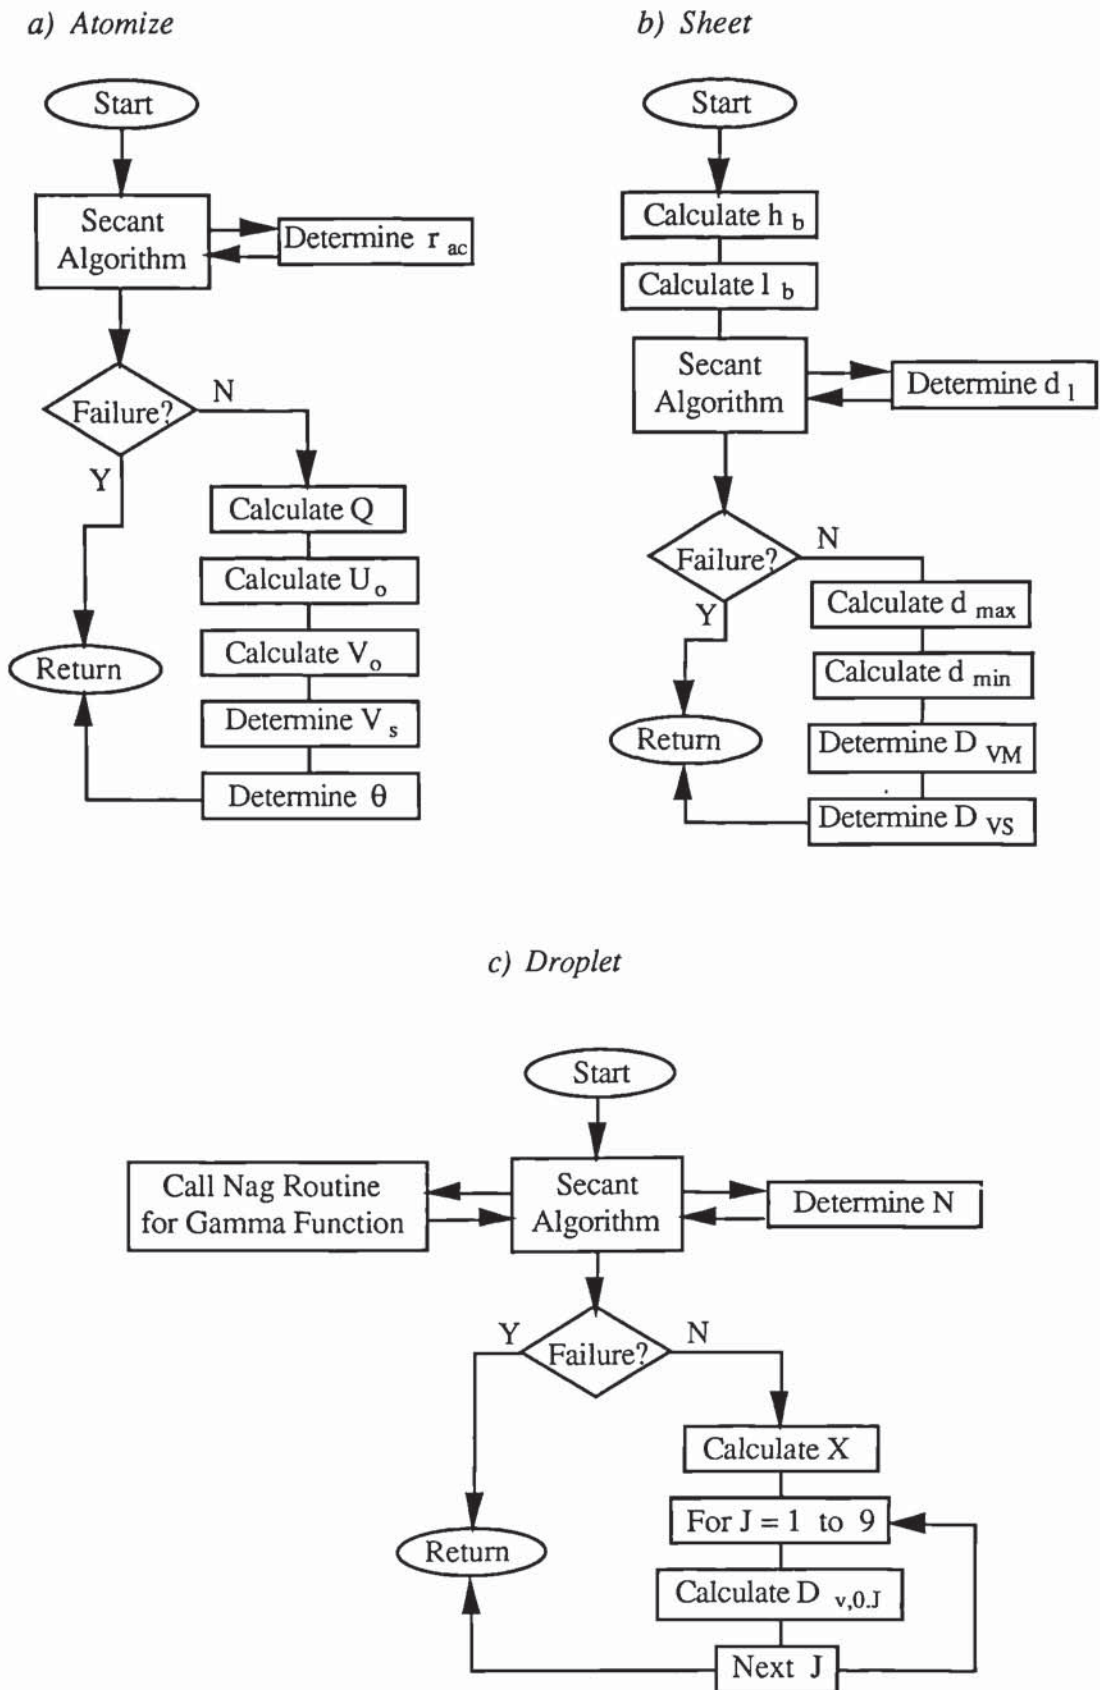 a) Atomize
Start
Secant
Algorithm
Determine r ac
Failure?
N
Y
Calculate Q
Calculate U o
Calculate V o
Determine V s
Determine θ
Return
b) Sheet
Start
Calculate h b
Calculate l b
Secant
Algorithm
Determine d l
Failure?
N
Y
Calculate d max
Calculate d min
Determine D VM
Determine D VS
Return
c) Droplet
Start
Call Nag Routine
for Gamma Function
Secant
Algorithm
Determine N
Y
Failure?
N
Calculate X
For J = 1 to 9
Calculate D v,0.J
Next J
Return